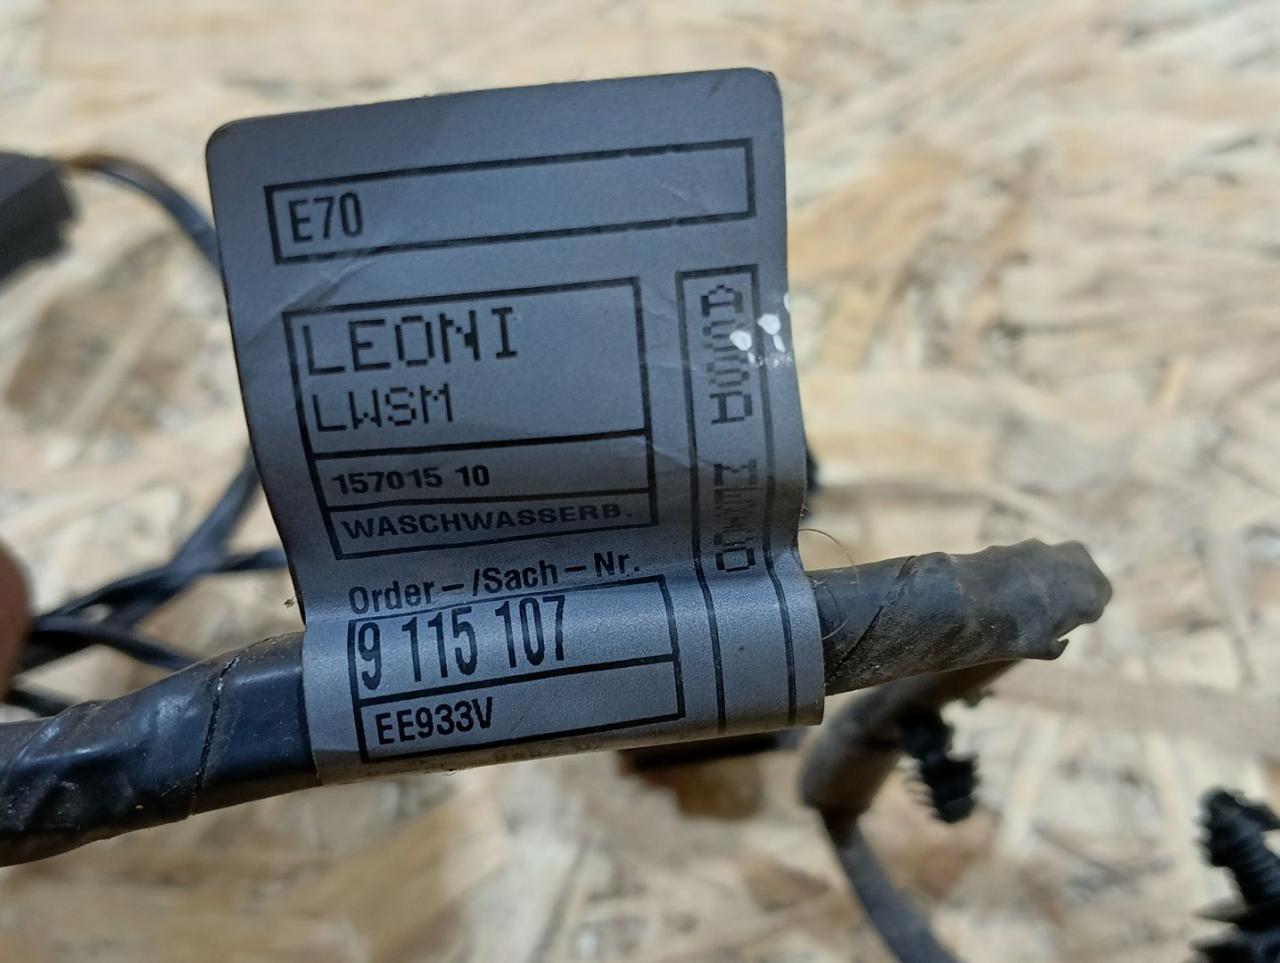 E70
LEONI
LWSM
157015 10
WASCHWASSERB.
Order-/Sach-Nr.
9 115 107
EE933V